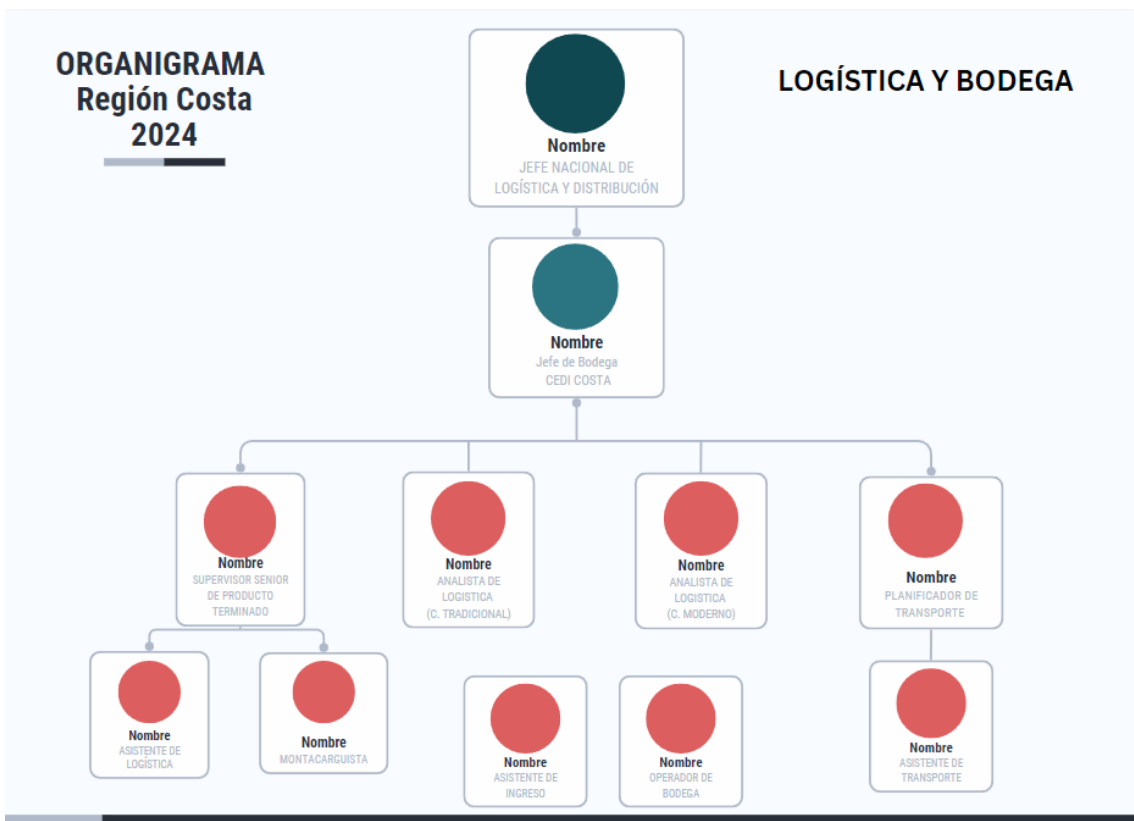 ORGANIGRAMA
Región Costa
2024
LOGÍSTICA Y BODEGA
Nombre
JEFE NACIONAL DE
LOGÍSTICA Y DISTRIBUCIÓN
Nombre
Jefe de Bodega
CEDI COSTA
Nombre
SUPERVISOR SENIOR
DE PRODUCTO
TERMINADO
Nombre
ANALISTA DE
LOGISTICA
(C. TRADICIONAL)
Nombre
ANALISTA DE
LOGISTICA
(C. MODERNO)
Nombre
PLANIFICADOR DE
TRANSPORTE
Nombre
ASISTENTE DE
LOGÍSTICA
Nombre
MONTACARGUISTA
Nombre
ASISTENTE DE
INGRESO
Nombre
OPERADOR DE
BODEGA
Nombre
ASISTENTE DE
TRANSPORTE